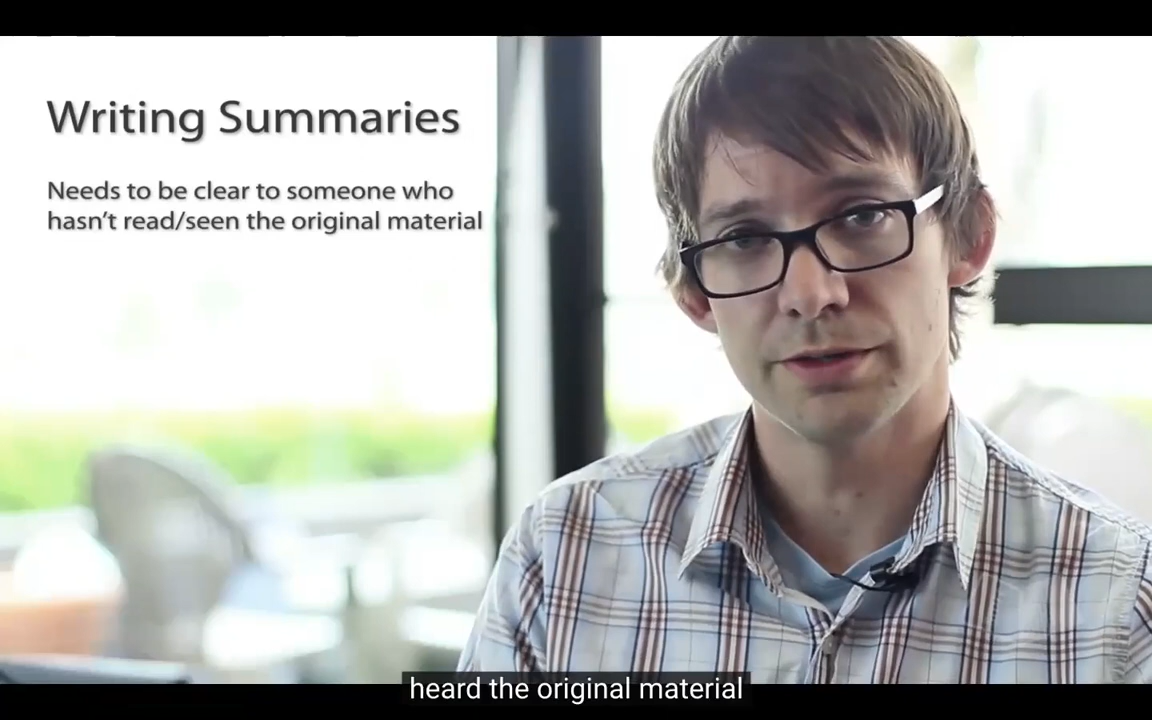 Writing Summaries
Needs to be clear to someone who
hasn't read/seen the original material
heard the original material